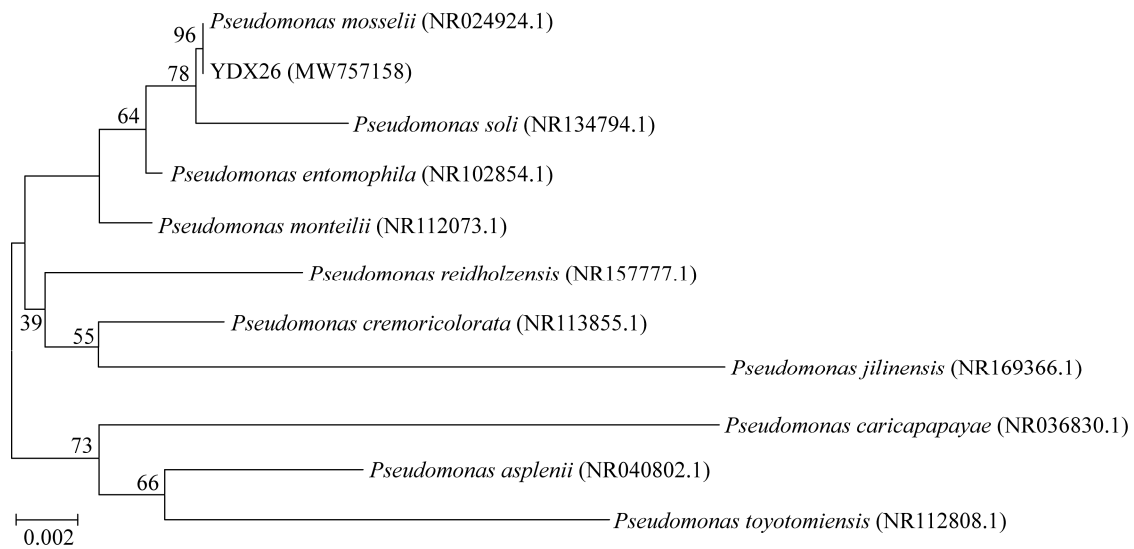 Pseudomonas mosselii (NR024924.1)
96
YDX26 (MW757158)
78
64
Pseudomonas soli (NR134794.1)
Pseudomonas entomophila (NR102854.1)
Pseudomonas monteilii (NR112073.1)
Pseudomonas reidholzensis (NR157777.1)
39
Pseudomonas cremoricolorata (NR113855.1)
55
Pseudomonas jilinensis (NR169366.1)
Pseudomonas caricapapayae (NR036830.1)
73
Pseudomonas asplenii (NR040802.1)
66
Pseudomonas toyotomiensis (NR112808.1)
0.002